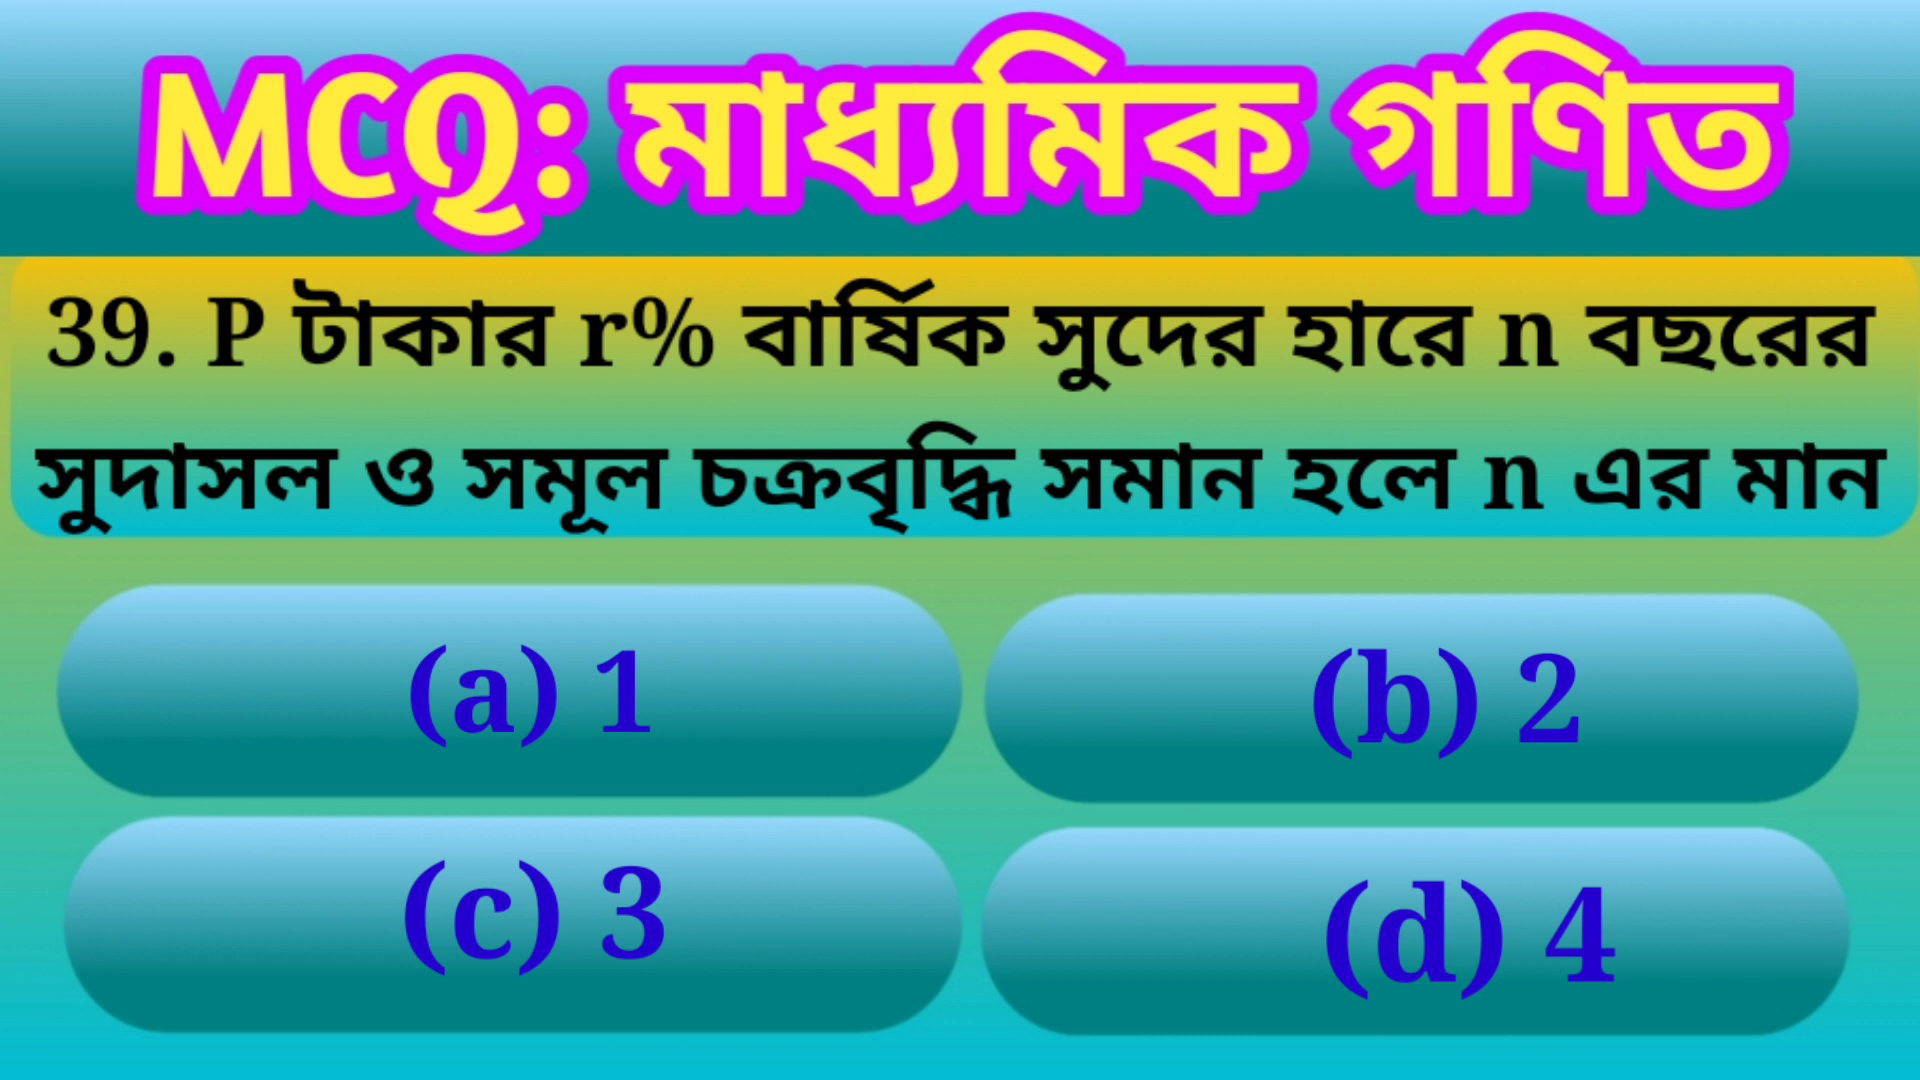 MCQ: মাধ্যমিক গণিত
39. P টাকার r% বার্ষিক সুদের হারে n বছরের
সুদাসল ও সমূল চক্রবৃদ্ধি সমান হলে n এর মান
(a) 1
(b) 2
(c) 3
(d) 4